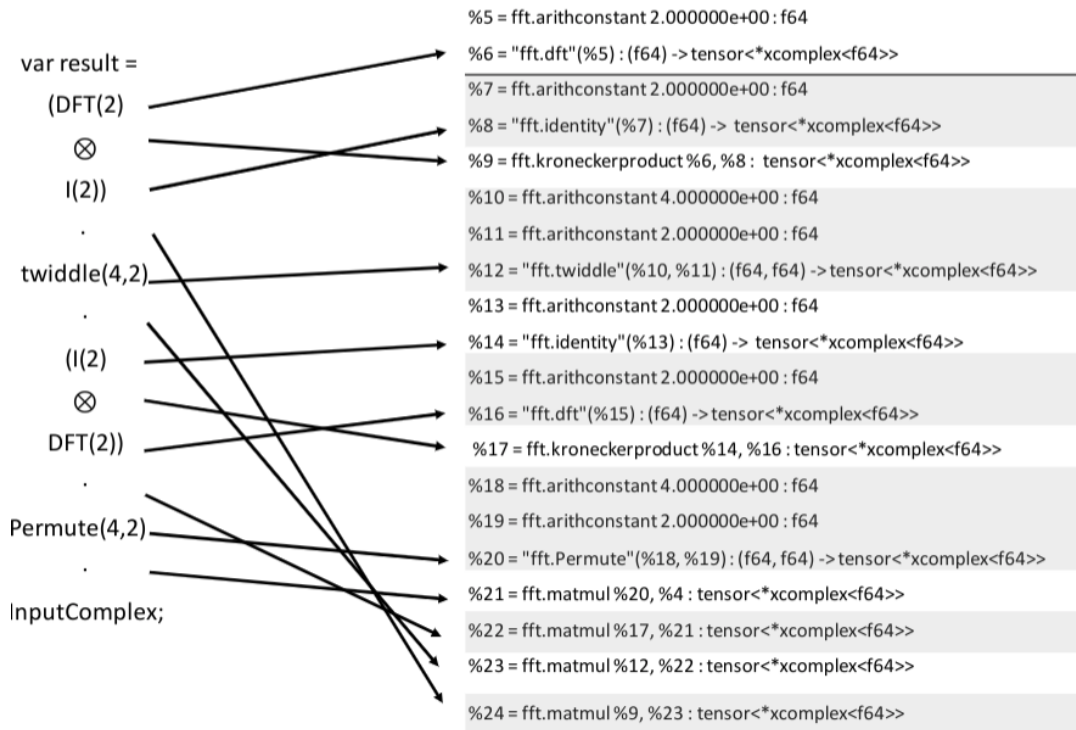 var result =
(DFT(2)
⊗
I(2))
.
twiddle(4,2)
.
(I(2)
⊗
DFT(2))
.
Permute(4,2)
.
InputComplex;
%5 = fft.arithconstant 2.000000e+00 : f64
%6 = "fft.dft"(%5) : (f64) -> tensor<*xcomplex<f64>>
%7 = fft.arithconstant 2.000000e+00 : f64
%8 = "fft.identity"(%7) : (f64) -> tensor<*xcomplex<f64>>
%9 = fft.kroneckerproduct %6, %8 : tensor<*xcomplex<f64>>
%10 = fft.arithconstant 4.000000e+00 : f64
%11 = fft.arithconstant 2.000000e+00 : f64
%12 = "fft.twiddle"(%10, %11) : (f64, f64) -> tensor<*xcomplex<f64>>
%13 = fft.arithconstant 2.000000e+00 : f64
%14 = "fft.identity"(%13) : (f64) -> tensor<*xcomplex<f64>>
%15 = fft.arithconstant 2.000000e+00 : f64
%16 = "fft.dft"(%15) : (f64) -> tensor<*xcomplex<f64>>
%17 = fft.kroneckerproduct %14, %16 : tensor<*xcomplex<f64>>
%18 = fft.arithconstant 4.000000e+00 : f64
%19 = fft.arithconstant 2.000000e+00 : f64
%20 = "fft.Permute"(%18, %19) : (f64, f64) -> tensor<*xcomplex<f64>>
%21 = fft.matmul %20, %4 : tensor<*xcomplex<f64>>
%22 = fft.matmul %17, %21 : tensor<*xcomplex<f64>>
%23 = fft.matmul %12, %22 : tensor<*xcomplex<f64>>
%24 = fft.matmul %9, %23 : tensor<*xcomplex<f64>>